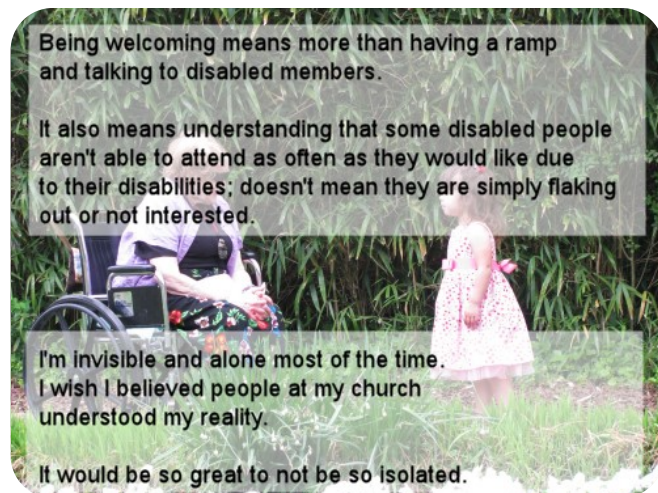 Being welcoming means more than having a ramp
and talking to disabled members.
It also means understanding that some disabled people
aren't able to attend as often as they would like due
to their disabilities; doesn't mean they are simply flaking
out or not interested.
I'm invisible and alone most of the time.
I wish I believed people at my church
understood my reality.
It would be so great to not be so isolated.